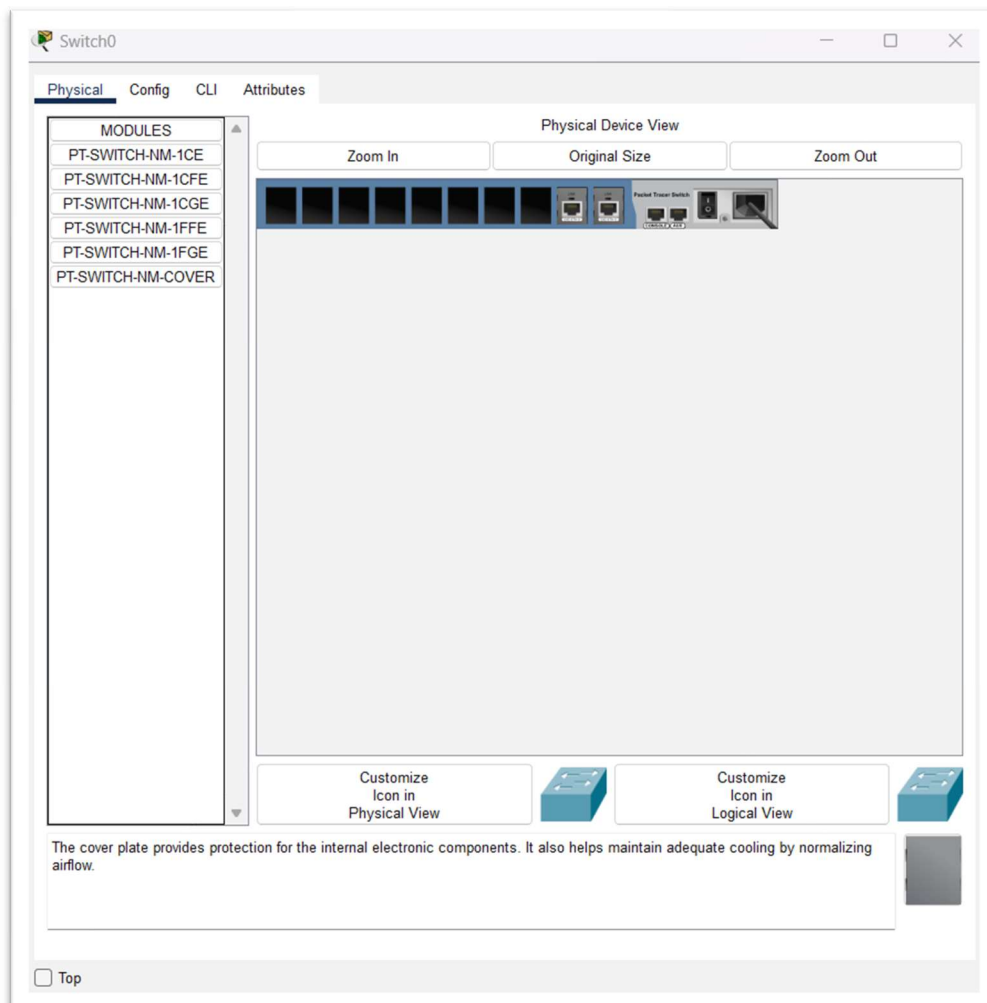 Switch0
Physical Config CLI Attributes
MODULES
PT-SWITCH-NM-1CE
PT-SWITCH-NM-1CFE
PT-SWITCH-NM-1CGE
PT-SWITCH-NM-1FFE
PT-SWITCH-NM-1FGE
PT-SWITCH-NM-COVER
Physical Device View
Zoom In Original Size Zoom Out
Packet Tracer Switch
CONSOLE AUX
Customize
Icon in
Physical View
Customize
Icon in
Logical View
The cover plate provides protection for the internal electronic components. It also helps maintain adequate cooling by normalizing
airflow.
Top